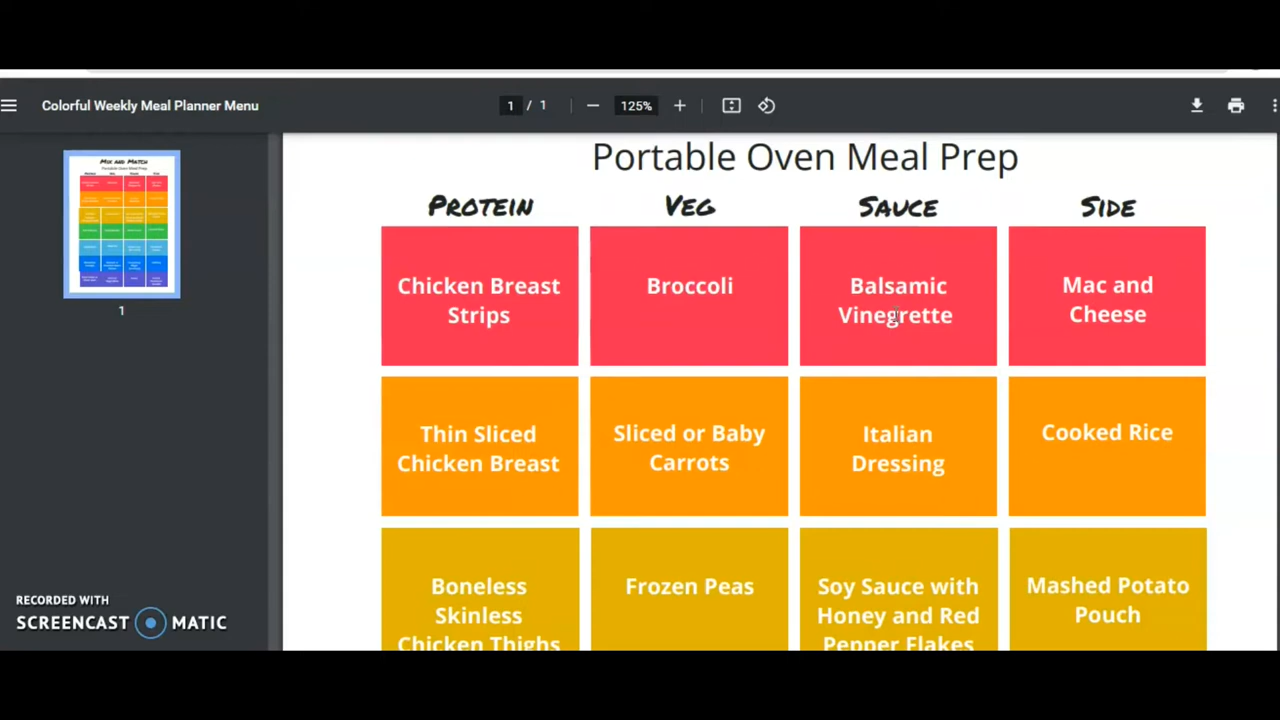 Colorful Weekly Meal Planner Menu
1 / 1
125%
MIX AND MATCH
1
Portable Oven Meal Prep
PROTEIN VEG SAUCE SIDE
Chicken Breast
Strips
Broccoli
Balsamic
Vinegrette
Mac and
Cheese
Thin Sliced
Chicken Breast
Sliced or Baby
Carrots
Italian
Dressing
Cooked Rice
Boneless
Skinless
Chicken Thighs
Frozen Peas
Soy Sauce with
Honey and Red
Pepper Flakes
Mashed Potato
Pouch
RECORDED WITH
SCREENCAST MATIC